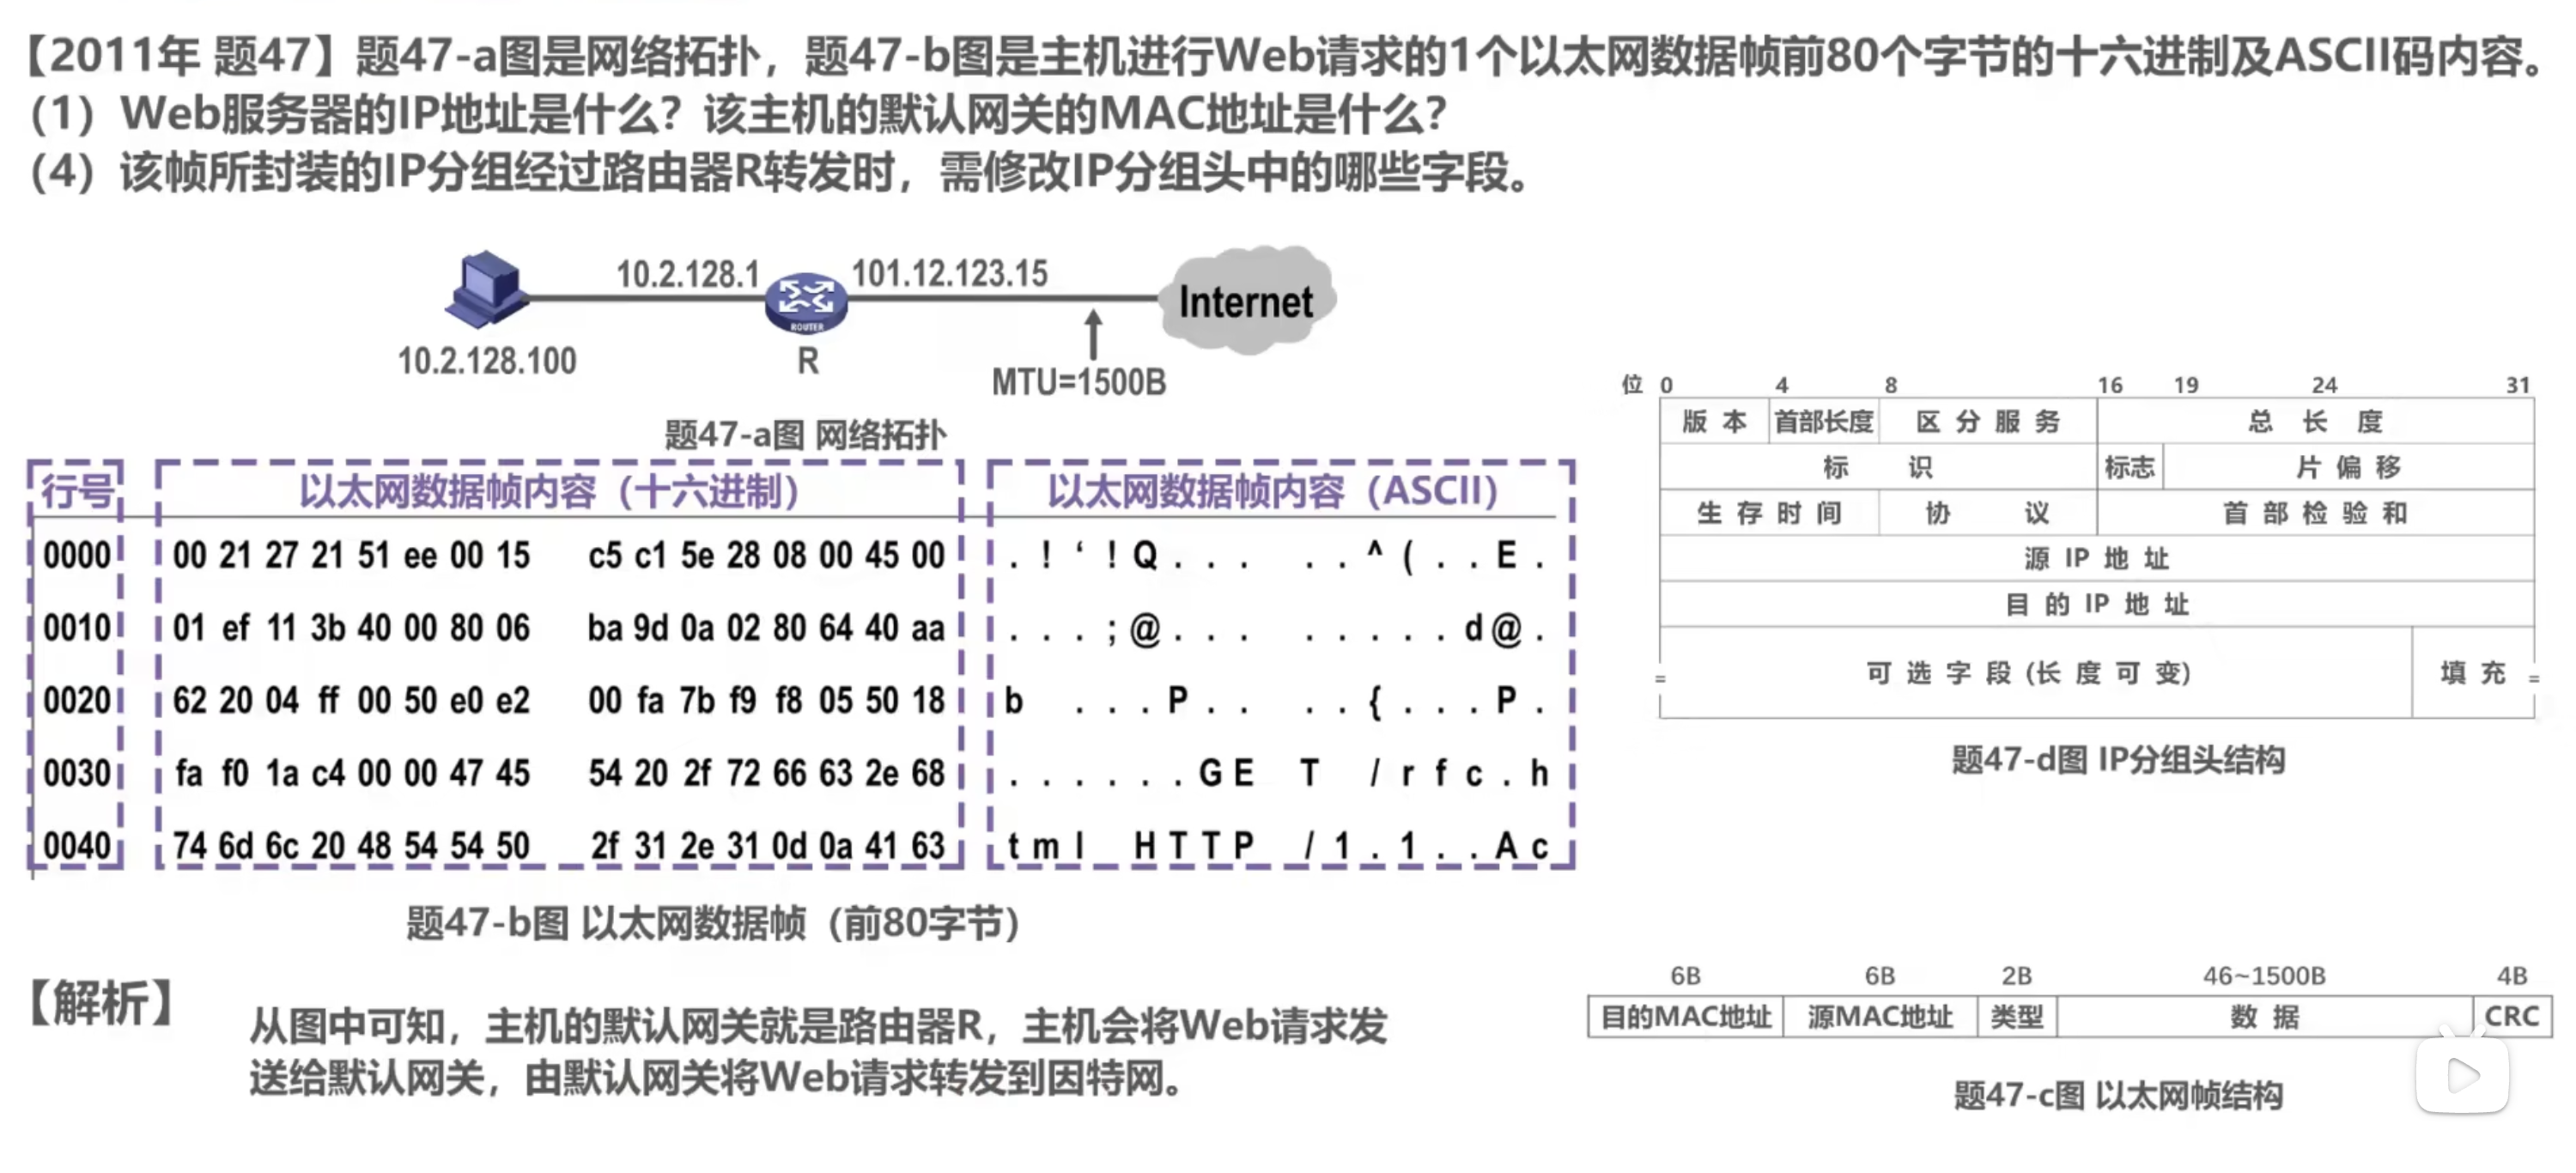 【2011年 题47】题47-a图是网络拓扑，题47-b图是主机进行Web请求的1个以太网数据帧前80个字节的十六进制及ASCII码内容。
（1）Web服务器的IP地址是什么？该主机的默认网关的MAC地址是什么？
（4）该帧所封装的IP分组经过路由器R转发时，需修改IP分组头中的哪些字段。
10.2.128.1 101.12.123.15
Internet
ROUTER
10.2.128.100 R
MTU=1500B
题47-a图 网络拓扑
行号 以太网数据帧内容（十六进制） 以太网数据帧内容（ASCII）
0000 00 21 27 21 51 ee 00 15 c5 c1 5e 28 08 00 45 00 . ! ‘ ! Q . . . . . ^ ( . . E .
0010 01 ef 11 3b 40 00 80 06 ba 9d 0a 02 80 64 40 aa . . . ; @ . . . . . . . . d @ .
0020 62 20 04 ff 00 50 e0 e2 00 fa 7b f9 f8 05 50 18 b . . . P . . . . { . . . P .
0030 fa f0 1a c4 00 00 47 45 54 20 2f 72 66 63 2e 68 . . . . . . G E T / r f c . h
0040 74 6d 6c 20 48 54 54 50 2f 31 2e 31 0d 0a 41 63 t m l H T T P / 1 . 1 . . A c
题47-b图 以太网数据帧（前80字节）
位 0 4 8 16 19 24 31
版 本 首部长度 区 分 服 务 总 长 度
标 识 标志 片 偏 移
生 存 时 间 协 议 首 部 检 验 和
源 IP 地 址
目 的 IP 地 址
可 选 字 段 (长 度 可 变) 填 充
题47-d图 IP分组头结构
【解析】
从图中可知，主机的默认网关就是路由器R，主机会将Web请求发
送给默认网关，由默认网关将Web请求转发到因特网。
6B 6B 2B 46~1500B 4B
目的MAC地址 源MAC地址 类型 数 据 CRC
题47-c图 以太网帧结构